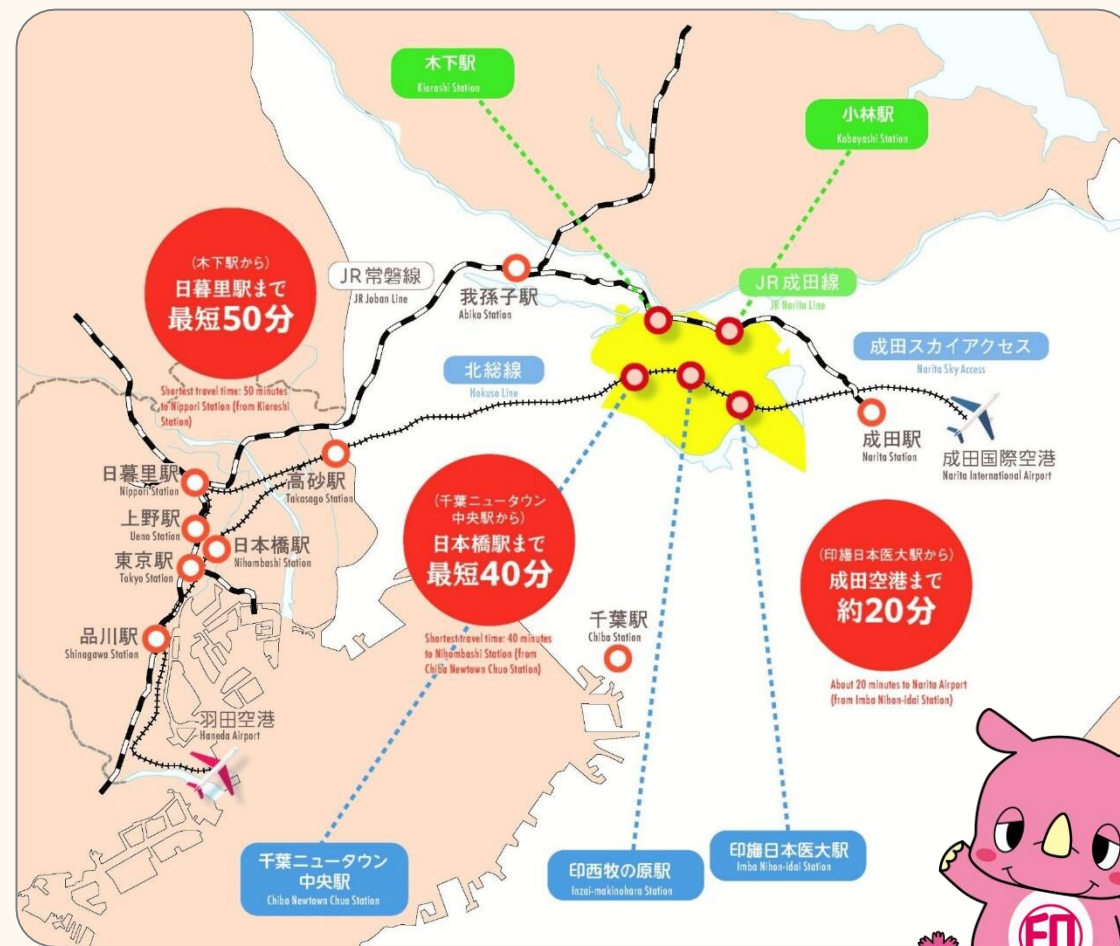 木下駅
Kioroshi Station
小林駅
Kobayashi Station
(木下駅から)
日暮里駅まで
最短50分
Shortest travel time: 50 minutes
to Nippori Station (from Kioroshi
Station)
JR常磐線
JR Joban Line
我孫子駅
Abiko Station
JR成田線
JR Narita Line
北総線
Hokuso Line
成田スカイアクセス
Narita Sky Access
成田駅
Narita Station
成田国際空港
Narita International Airport
日暮里駅
Nippori Station
高砂駅
Takasago Station
上野駅
Ueno Station
日本橋駅
Nihombashi Station
東京駅
Tokyo Station
品川駅
Shinagawa Station
羽田空港
Haneda Airport
(千葉ニュータウン
中央駅から)
日本橋駅まで
最短40分
Shortest travel time: 40 minutes
to Nihombashi Station (from
Chiba Newtown Chuo Station)
千葉駅
Chiba Station
(印旛日本医大駅から)
成田空港まで
約20分
About 20 minutes to Narita Airport
(from Imba Nihon-idai Station)
千葉ニュータウン
中央駅
Chiba Newtown Chuo Station
印西牧の原駅
Inzai-makinohara Station
印旛日本医大駅
Imba Nihon-idai Station